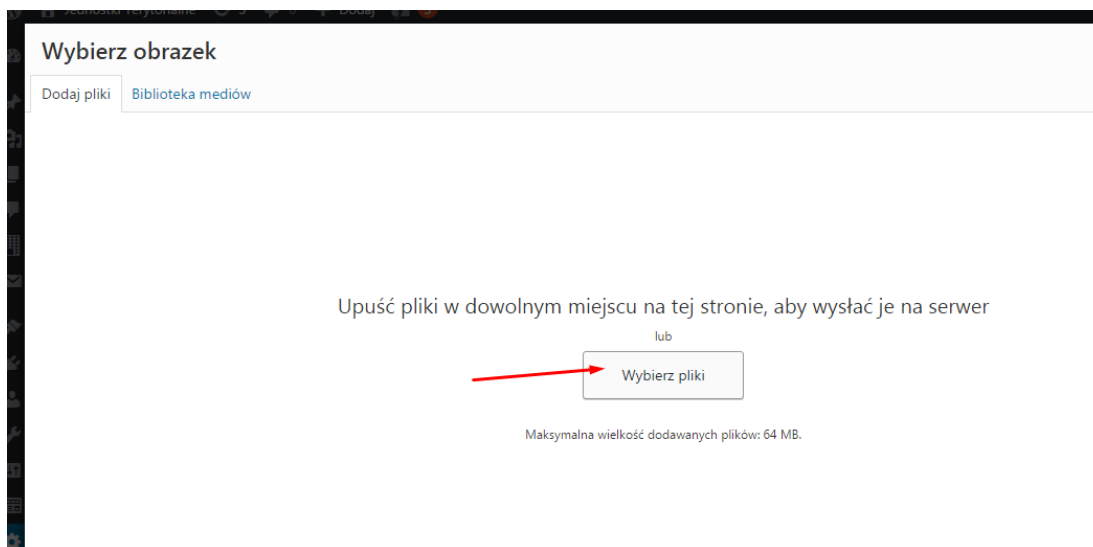 Wybierz obrazek
Dodaj pliki Biblioteka mediów
Upuść pliki w dowolnym miejscu na tej stronie, aby wysłać je na serwer
lub
Wybierz pliki
Maksymalna wielkość dodawanych plików: 64 MB.